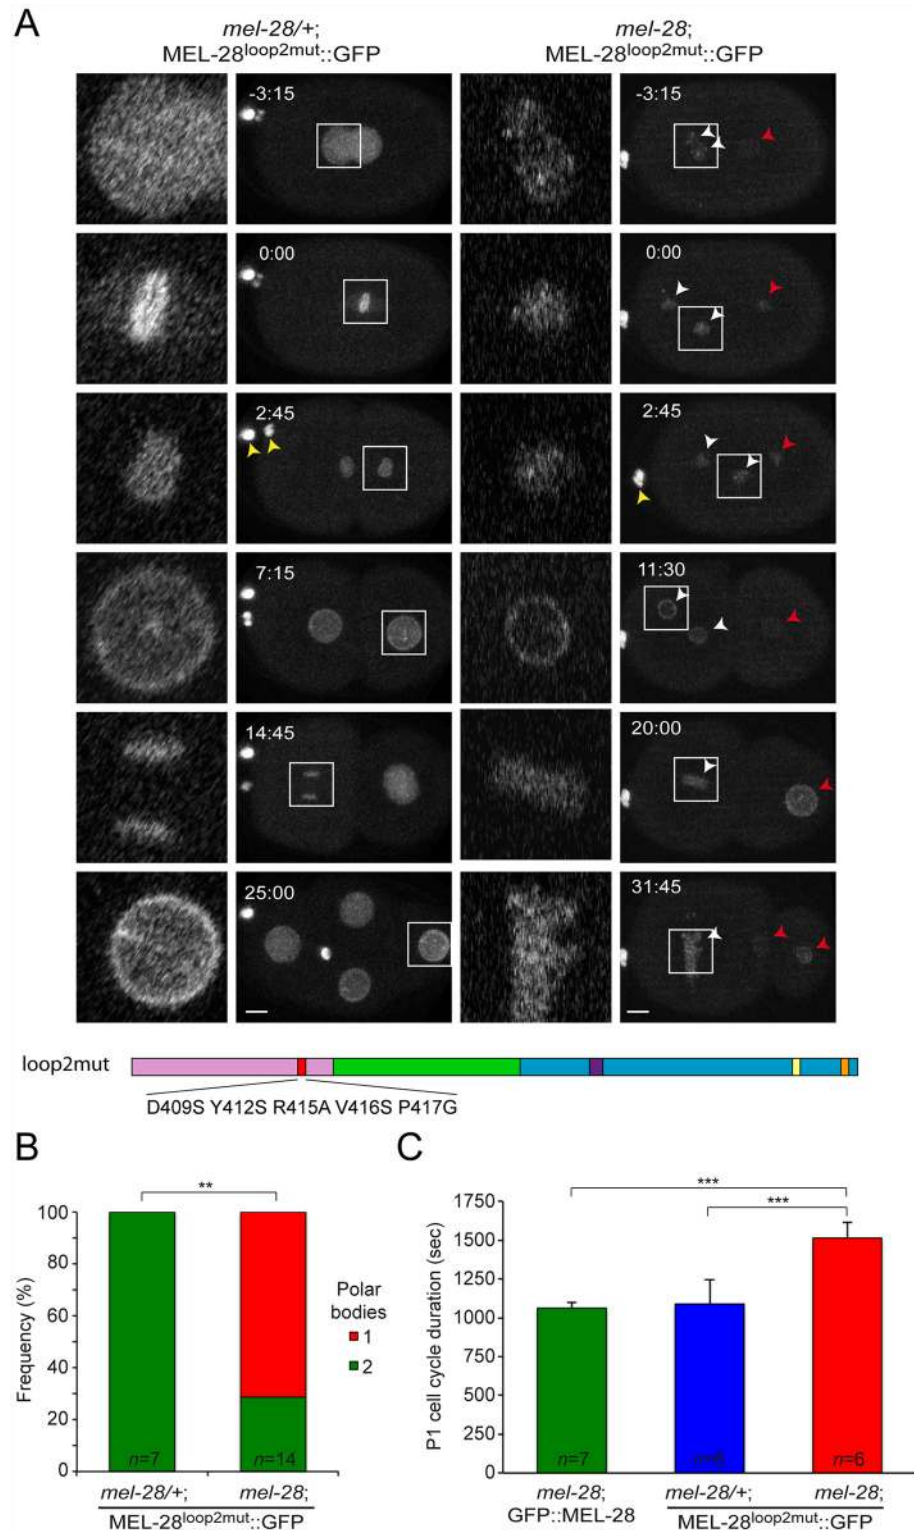 A
mel-28/+; mel-28;
MEL-28loop2mut::GFP MEL-28loop2mut::GFP
-3:15 -3:15
0:00 0:00
2:45 2:45
7:15 11:30
14:45 20:00
25:00 31:45
loop2mut
D409S Y412S R415A V416S P417G
B
**
100
80
60
40
20
0
Frequency (%)
Polar
bodies
1
2
n=7 n=14
mel-28/+; mel-28;
MEL-28loop2mut::GFP
C
***
***
1750
1500
1250
1000
750
500
250
0
P1 cell cycle duration (sec)
n=7 n=6 n=6
mel-28; mel-28/+; mel-28;
GFP::MEL-28 MEL-28loop2mut::GFP